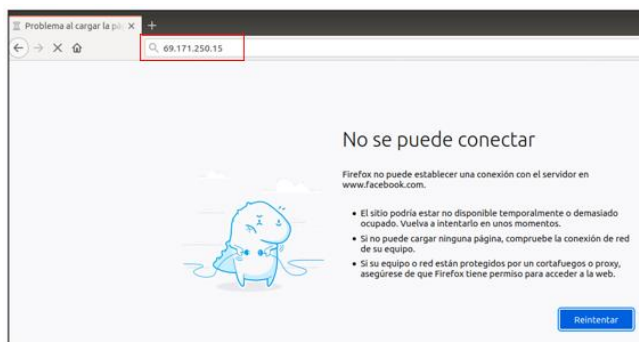 Problema al cargar la pá
69.171.250.15
No se puede conectar
Firefox no puede establecer una conexión con el servidor en
www.facebook.com.
El sitio podría estar no disponible temporalmente o demasiado
ocupado. Vuelva a intentarlo en unos momentos.
Si no puede cargar ninguna página, compruebe la conexión de red
de su equipo.
Si su equipo o red están protegidos por un cortafuegos o proxy,
asegúrese de que Firefox tiene permiso para acceder a la web.
Reintentar